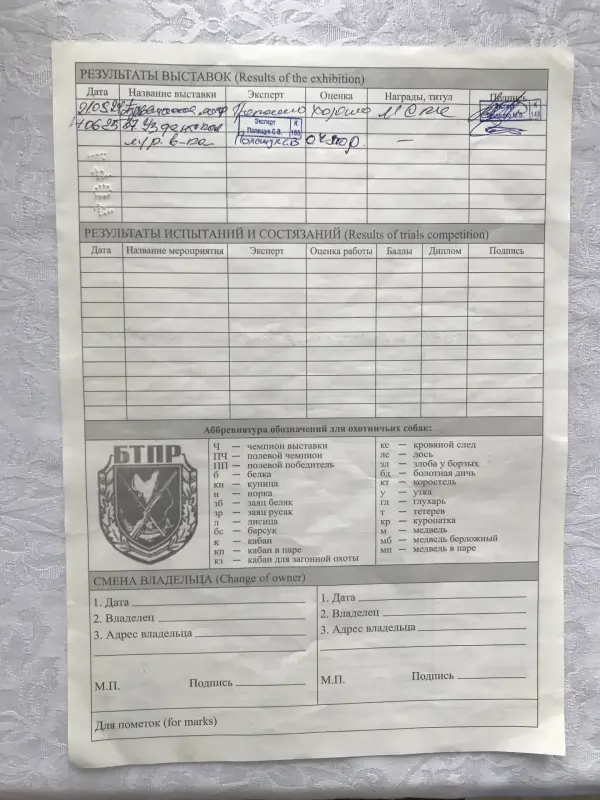 РЕЗУЛЬТАТЫ ВЫСТАВОК (Results of the exhibition)
Дата Название выставки Эксперт Оценка Награды, титул Подпись
хорошо
Эксперт К
Полещук С.В. 185
Полещук С.В оч.хор. —
РЕЗУЛЬТАТЫ ИСПЫТАНИЙ И СОСТЯЗАНИЙ (Results of trials competition)
Дата Название мероприятия Эксперт Оценка работы Баллы Диплом Подпись
Аббревиатура обозначений для охотничьих собак:
БТПР
Ч — чемпион выставки
ПЧ — полевой чемпион
ПП — полевой победитель
б — белка
кн — куница
н — норка
зб — заяц беляк
зр — заяц русак
л — лисица
бс — барсук
к — кабан
кп — кабан в паре
кз — кабан для загонной охоты
кс — кровяной след
лс — лось
зл — злоба у борзых
бд — болотная дичь
кт — коростель
у — утка
гл — глухарь
т — тетерев
кр — куропатка
м — медведь
мб — медведь берложный
мп — медведь в паре
СМЕНА ВЛАДЕЛЬЦА (Change of owner)
1. Дата
2. Владелец
3. Адрес владельца
М.П. Подпись
1. Дата
2. Владелец
3. Адрес владельца
М.П. Подпись
Для пометок (for marks)